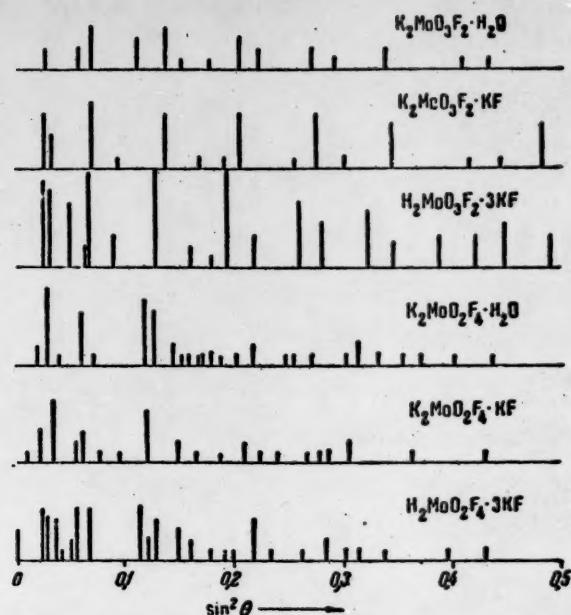 K₂MoO₃F₂·H₂O
K₂McO₃F₂·KF
H₂MoO₃F₂·3KF
K₂MoO₂F₄·H₂O
K₂MoO₂F₄·KF
H₂MoO₂F₄·3KF
0 0,1 0,2 0,3 0,4 0,5
sin²θ